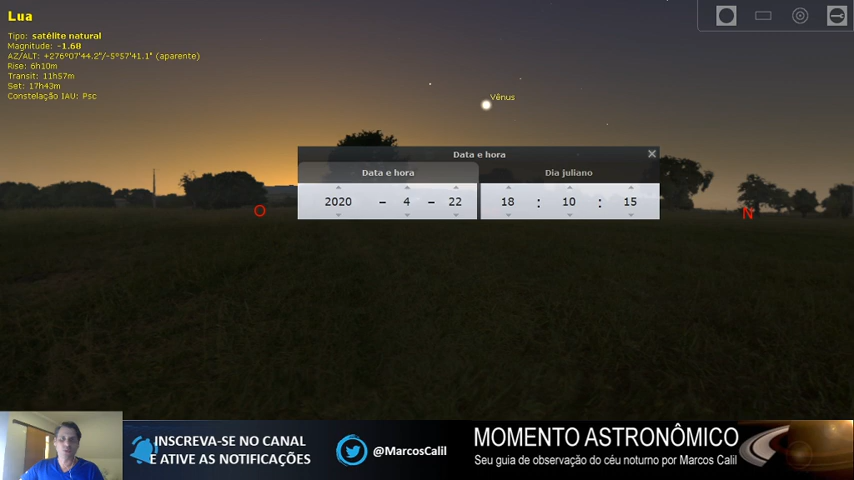 Lua
Tipo: satélite natural
Magnitude: -1.68
AZ/ALT: +276°07'44.2"/-5°57'41.1" (aparente)
Rise: 6h10m
Transit: 11h57m
Set: 17h43m
Constelação IAU: Psc
Vênus
Data e hora
Data e hora Dia juliano
2020 - 4 - 22 18 : 10 : 15
O N
INSCREVA-SE NO CANAL
E ATIVE AS NOTIFICAÇÕES
@MarcosCalil
MOMENTO ASTRONÔMICO
Seu guia de observação do céu noturno por Marcos Calil